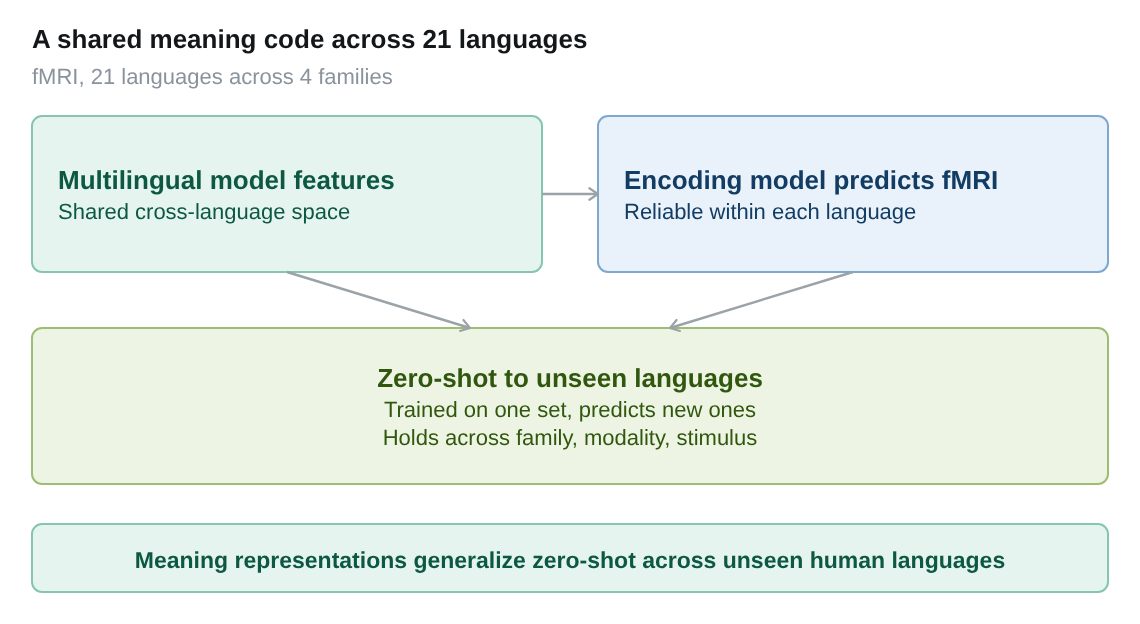 A shared meaning code across 21 languages
fMRI, 21 languages across 4 families
Multilingual model features
Shared cross-language space
Encoding model predicts fMRI
Reliable within each language
Zero-shot to unseen languages
Trained on one set, predicts new ones
Holds across family, modality, stimulus
Meaning representations generalize zero-shot across unseen human languages